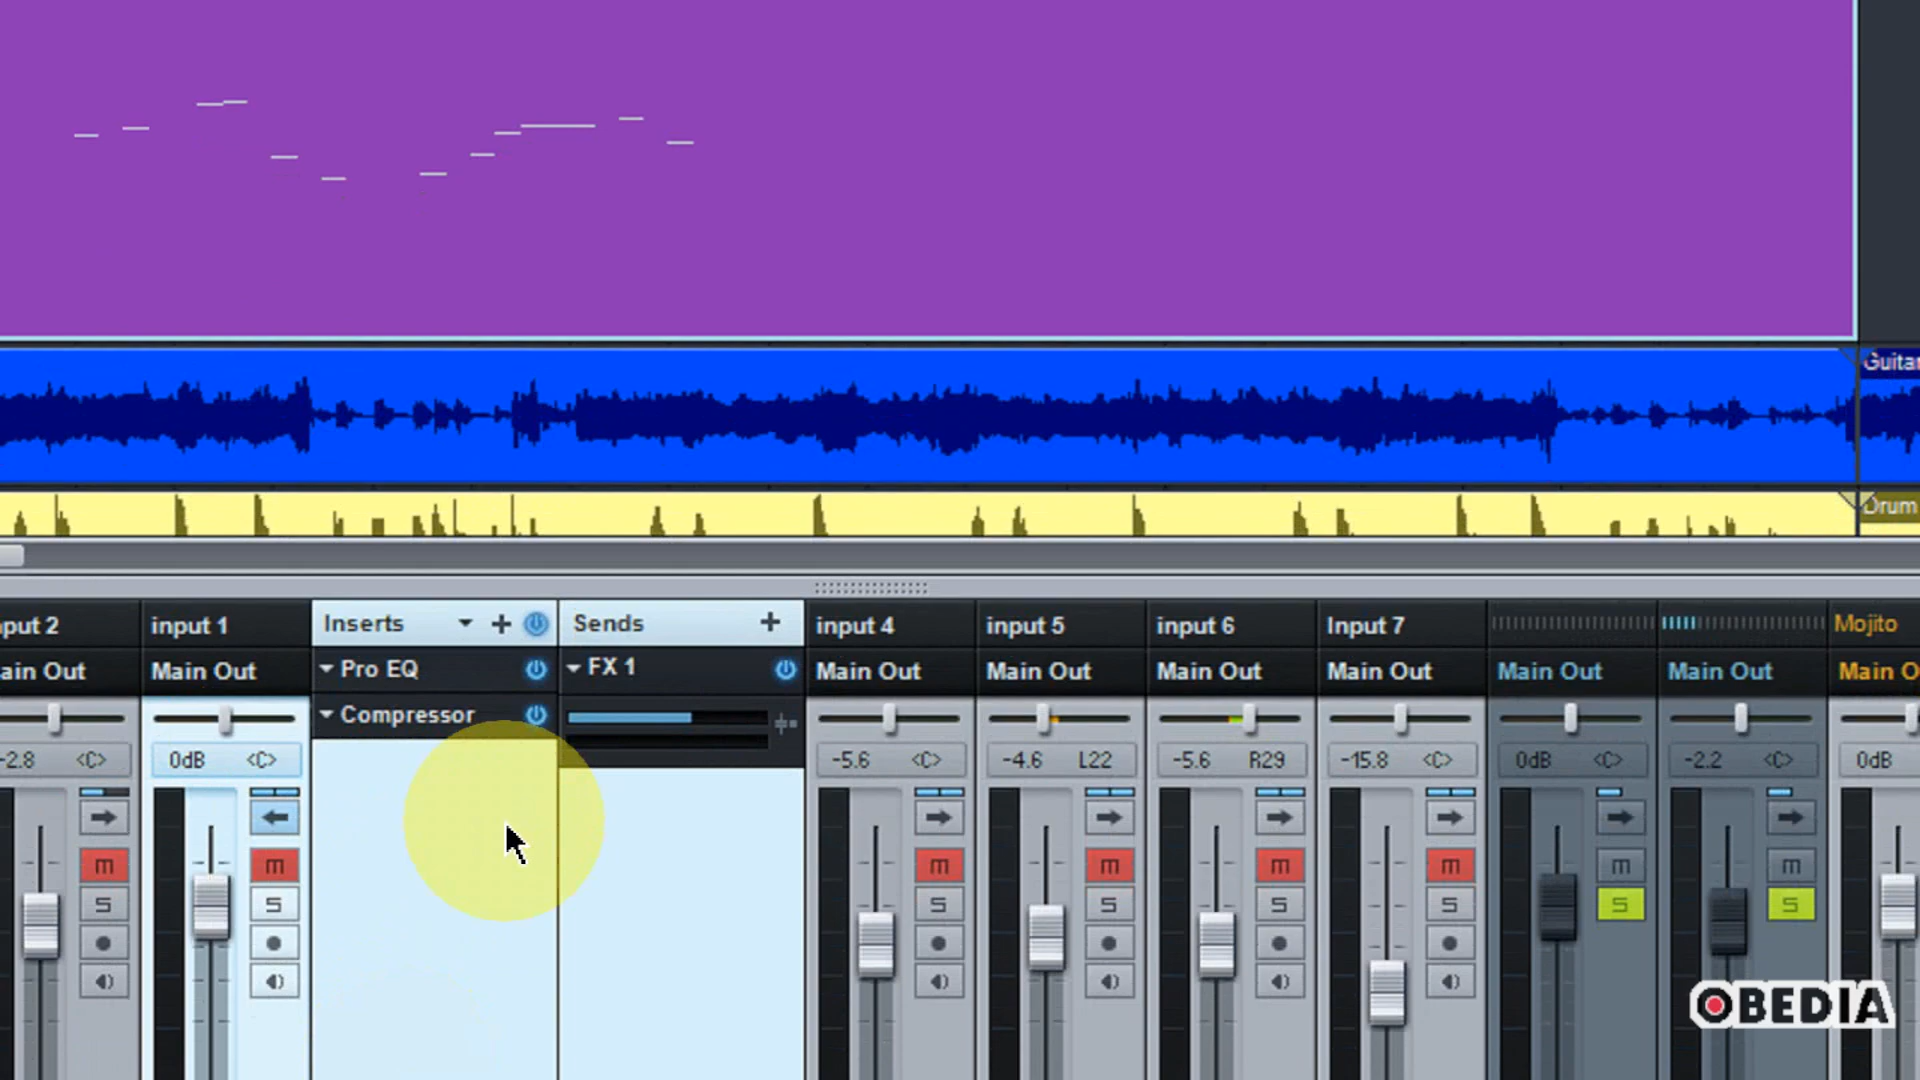 Guitar
Drum
put 2
input 1
Inserts
Sends
input 4
input 5
input 6
Input 7
Mojito
ain Out
Main Out
Pro EQ
FX 1
Main Out
Main Out
Main Out
Main Out
Main Out
Main Out
Main O
Compressor
-2.8 <C>
0dB <C>
-5.6 <C>
-4.6 L22
-5.6 R29
-15.8 <C>
0dB <C>
-2.2 <C>
0dB
m
m
m
m
m
m
m
m
S
S
S
S
S
S
S
S
OBEDIA